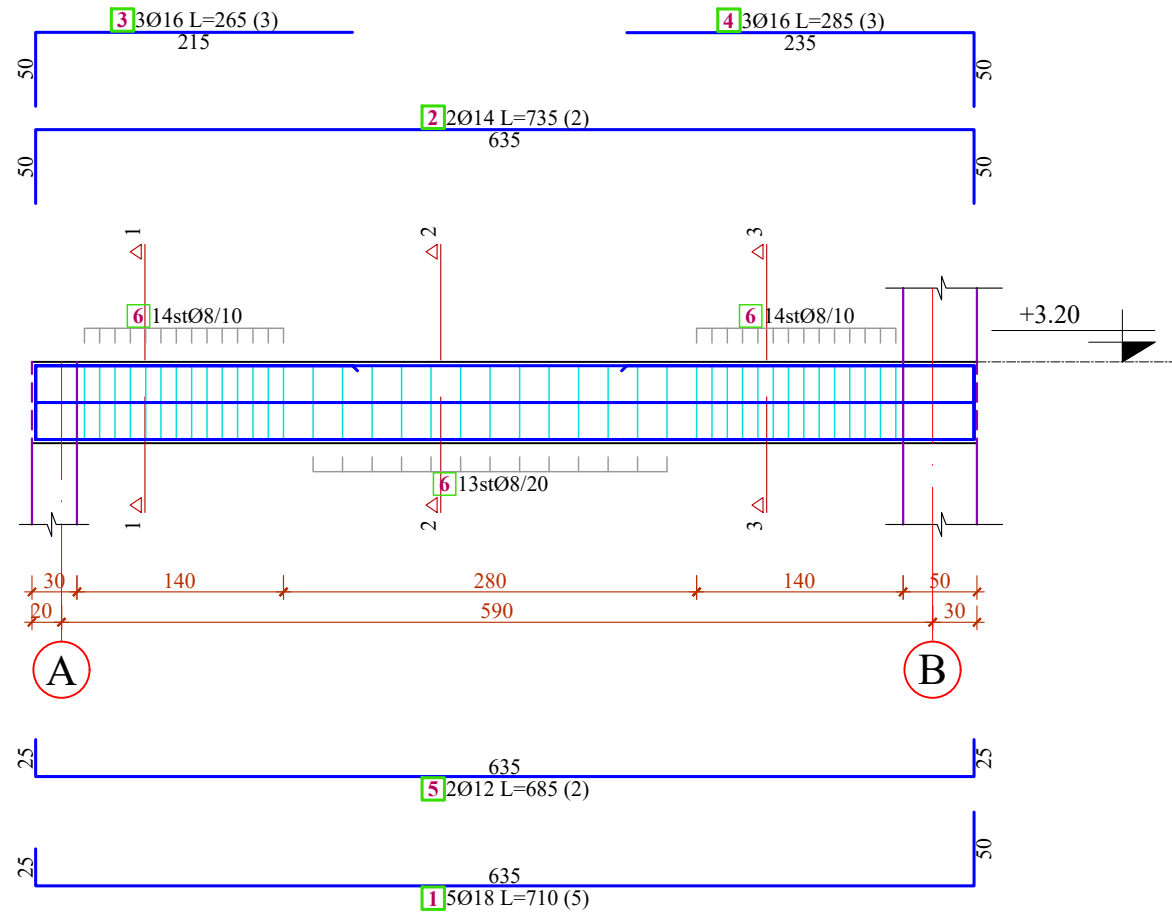 3 3Ø16 L=265 (3)
215
50
4 3Ø16 L=285 (3)
235
50
2 2Ø14 L=735 (2)
635
50
50
1
2
3
6 14stØ8/10
6 14stØ8/10
+3.20
6 13stØ8/20
1
2
3
30 140 280 140 50
20 590 30
A B
25
635
25
5 2Ø12 L=685 (2)
25
635
50
1 5Ø18 L=710 (5)